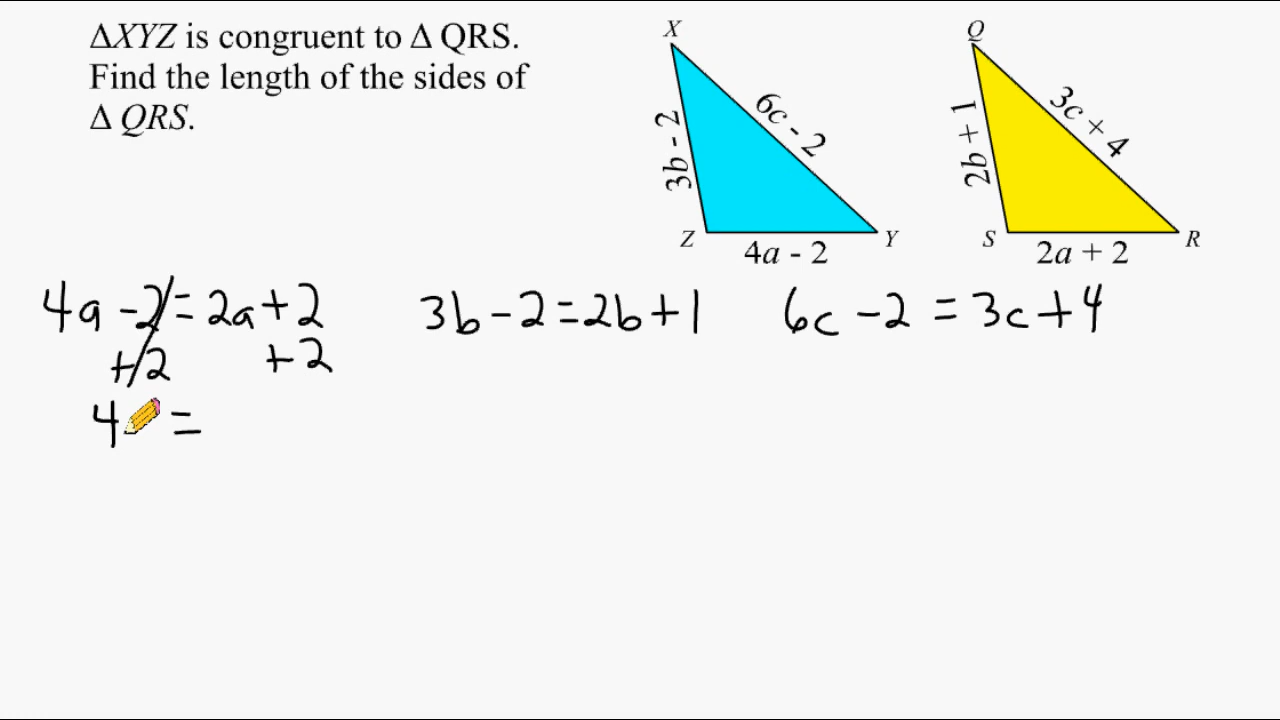 ΔXYZ is congruent to Δ QRS.
Find the length of the sides of
Δ QRS.
X
6c - 2
3b - 2
Z
Y
4a - 2
Q
3c + 4
2b + 1
S
R
2a + 2
4a -2 = 2a + 2
+2 +2
4 =
3b - 2 = 2b + 1
6c - 2 = 3c + 4